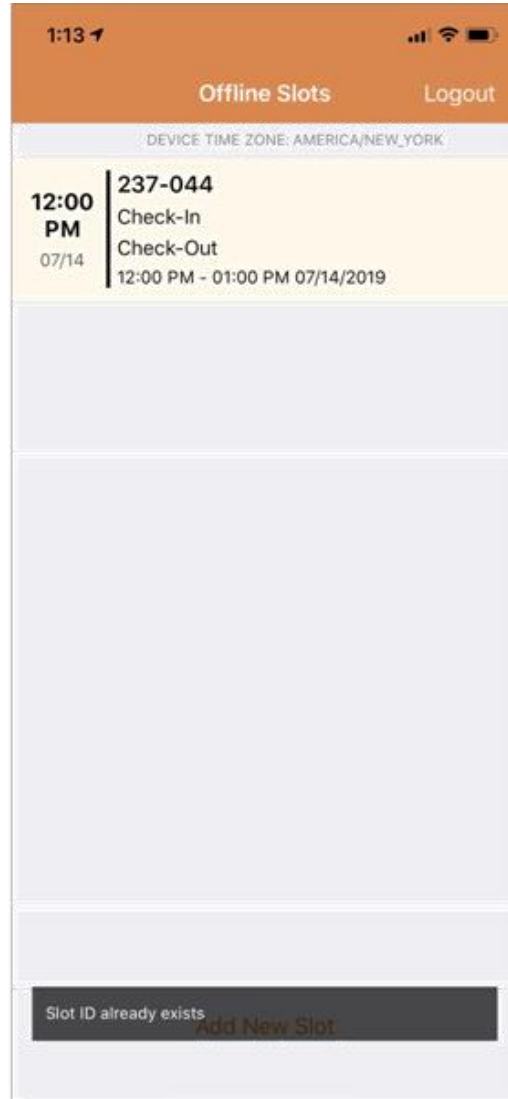 1:13
Offline Slots Logout
DEVICE TIME ZONE: AMERICA/NEW_YORK
12:00
PM
07/14
237-044
Check-In
Check-Out
12:00 PM - 01:00 PM 07/14/2019
Slot ID already exists
Add New Slot